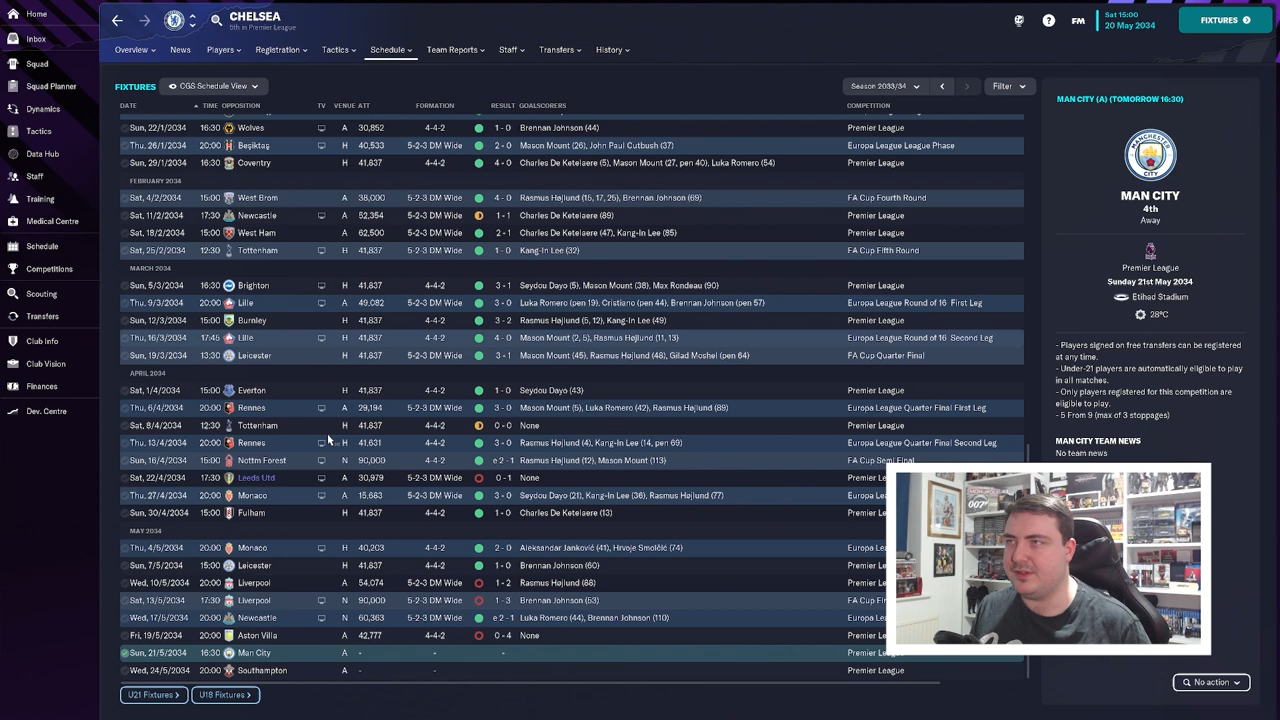 Home
Inbox
Squad
Squad Planner
Dynamics
Tactics
Data Hub
Staff
Training
Medical Centre
Schedule
Competitions
Scouting
Transfers
Club Info
Club Vision
Finances
Dev. Centre
CHELSEA
5th in Premier League
FM
Sat 15:00
20 May 2034
FIXTURES
Overview News Players Registration Tactics Schedule Team Reports Staff Transfers History
FIXTURES CGS Schedule View Season 2033/34 Filter
DATE TIME OPPOSITION TV VENUE ATT FORMATION RESULT GOALSCORERS COMPETITION
Sun, 22/1/2034 16:30 Wolves A 30,852 4-4-2 1 - 0 Brennan Johnson (44) Premier League
Thu, 26/1/2034 20:00 Beşiktaş H 40,533 5-2-3 DM Wide 2 - 0 Mason Mount (26), John Paul Cutbush (37) Europa League League Phase
Sun, 29/1/2034 16:30 Coventry H 41,837 4-4-2 4 - 0 Charles De Ketelaere (5), Mason Mount (27, pen 40), Luka Romero (54) Premier League
FEBRUARY 2034
Sat, 4/2/2034 15:00 West Brom A 38,000 5-2-3 DM Wide 4 - 0 Rasmus Højlund (15, 17, 25), Brennan Johnson (69) FA Cup Fourth Round
Sat, 11/2/2034 17:30 Newcastle A 52,354 5-2-3 DM Wide 1 - 1 Charles De Ketelaere (89) Premier League
Sat, 18/2/2034 15:00 West Ham A 62,500 5-2-3 DM Wide 2 - 1 Charles De Ketelaere (47), Kang-In Lee (85) Premier League
Sat, 25/2/2034 12:30 Tottenham H 41,837 5-2-3 DM Wide 1 - 0 Kang-In Lee (32) FA Cup Fifth Round
MARCH 2034
Sun, 5/3/2034 16:30 Brighton H 41,837 4-4-2 3 - 1 Seydou Dayo (5), Mason Mount (38), Max Rondeau (90) Premier League
Thu, 9/3/2034 20:00 Lille A 49,082 5-2-3 DM Wide 3 - 0 Luka Romero (pen 19), Cristiano (pen 44), Brennan Johnson (pen 57) Europa League Round of 16 First Leg
Sun, 12/3/2034 15:00 Burnley H 41,837 4-4-2 3 - 2 Rasmus Højlund (5, 12), Kang-In Lee (49) Premier League
Thu, 16/3/2034 17:45 Lille H 41,837 4-4-2 4 - 0 Mason Mount (2, 5), Rasmus Højlund (11, 13) Europa League Round of 16 Second Leg
Sun, 19/3/2034 13:30 Leicester H 41,837 5-2-3 DM Wide 3 - 1 Mason Mount (45), Rasmus Højlund (48), Gilad Moshel (pen 64) FA Cup Quarter Final
APRIL 2034
Sat, 1/4/2034 15:00 Everton H 41,837 4-4-2 1 - 0 Seydou Dayo (43) Premier League
Thu, 6/4/2034 20:00 Rennes A 29,194 5-2-3 DM Wide 3 - 0 Mason Mount (5), Luka Romero (42), Rasmus Højlund (89) Europa League Quarter Final First Leg
Sat, 8/4/2034 12:30 Tottenham H 41,837 4-4-2 0 - 0 None Premier League
Thu, 13/4/2034 20:00 Rennes H 41,631 4-4-2 3 - 0 Rasmus Højlund (4), Kang-In Lee (14, pen 69) Europa League Quarter Final Second Leg
Sun, 16/4/2034 15:00 Nottm Forest N 90,000 4-4-2 e 2 - 1 Rasmus Højlund (12), Mason Mount (113) FA Cup Semi Final
Sat, 22/4/2034 17:30 Leeds Utd A 30,979 5-2-3 DM Wide 0 - 1 None Premier
Thu, 27/4/2034 20:00 Monaco A 15,683 5-2-3 DM Wide 3 - 0 Seydou Dayo (21), Kang-In Lee (36), Rasmus Højlund (77) Europa L
Sun, 30/4/2034 15:00 Fulham H 41,837 4-4-2 1 - 0 Charles De Ketelaere (13) Premier
MAY 2034
Thu, 4/5/2034 20:00 Monaco H 40,203 4-4-2 2 - 0 Aleksandar Janković (41), Hrvoje Smolčić (74) Europa L
Sun, 7/5/2034 15:00 Leicester H 41,837 4-4-2 1 - 0 Brennan Johnson (60) Premier
Wed, 10/5/2034 20:00 Liverpool A 54,074 5-2-3 DM Wide 1 - 2 Rasmus Højlund (88) Premier
Sat, 13/5/2034 17:30 Liverpool N 90,000 5-2-3 DM Wide 1 - 3 Brennan Johnson (53) FA Cup
Wed, 17/5/2034 20:00 Newcastle N 60,363 5-2-3 DM Wide e 2 - 1 Luka Romero (44), Brennan Johnson (110) Europa L
Fri, 19/5/2034 20:00 Aston Villa A 42,777 4-4-2 0 - 4 None Premier
Sun, 21/5/2034 16:30 Man City A - - - Premier League
Wed, 24/5/2034 20:00 Southampton A - - Premier League
U21 Fixtures U18 Fixtures
MAN CITY (A) (TOMORROW 16:30)
MAN CITY
4th
Away
Premier League
Sunday 21st May 2034
Etihad Stadium
28°C
- Players signed on free transfers can be registered
at any time.
- Under-21 players are automatically eligible to play
in all matches.
- Only players registered for this competition are
eligible to play.
- 5 From 9 (max of 3 stoppages)
MAN CITY TEAM NEWS
No team news
007
No action